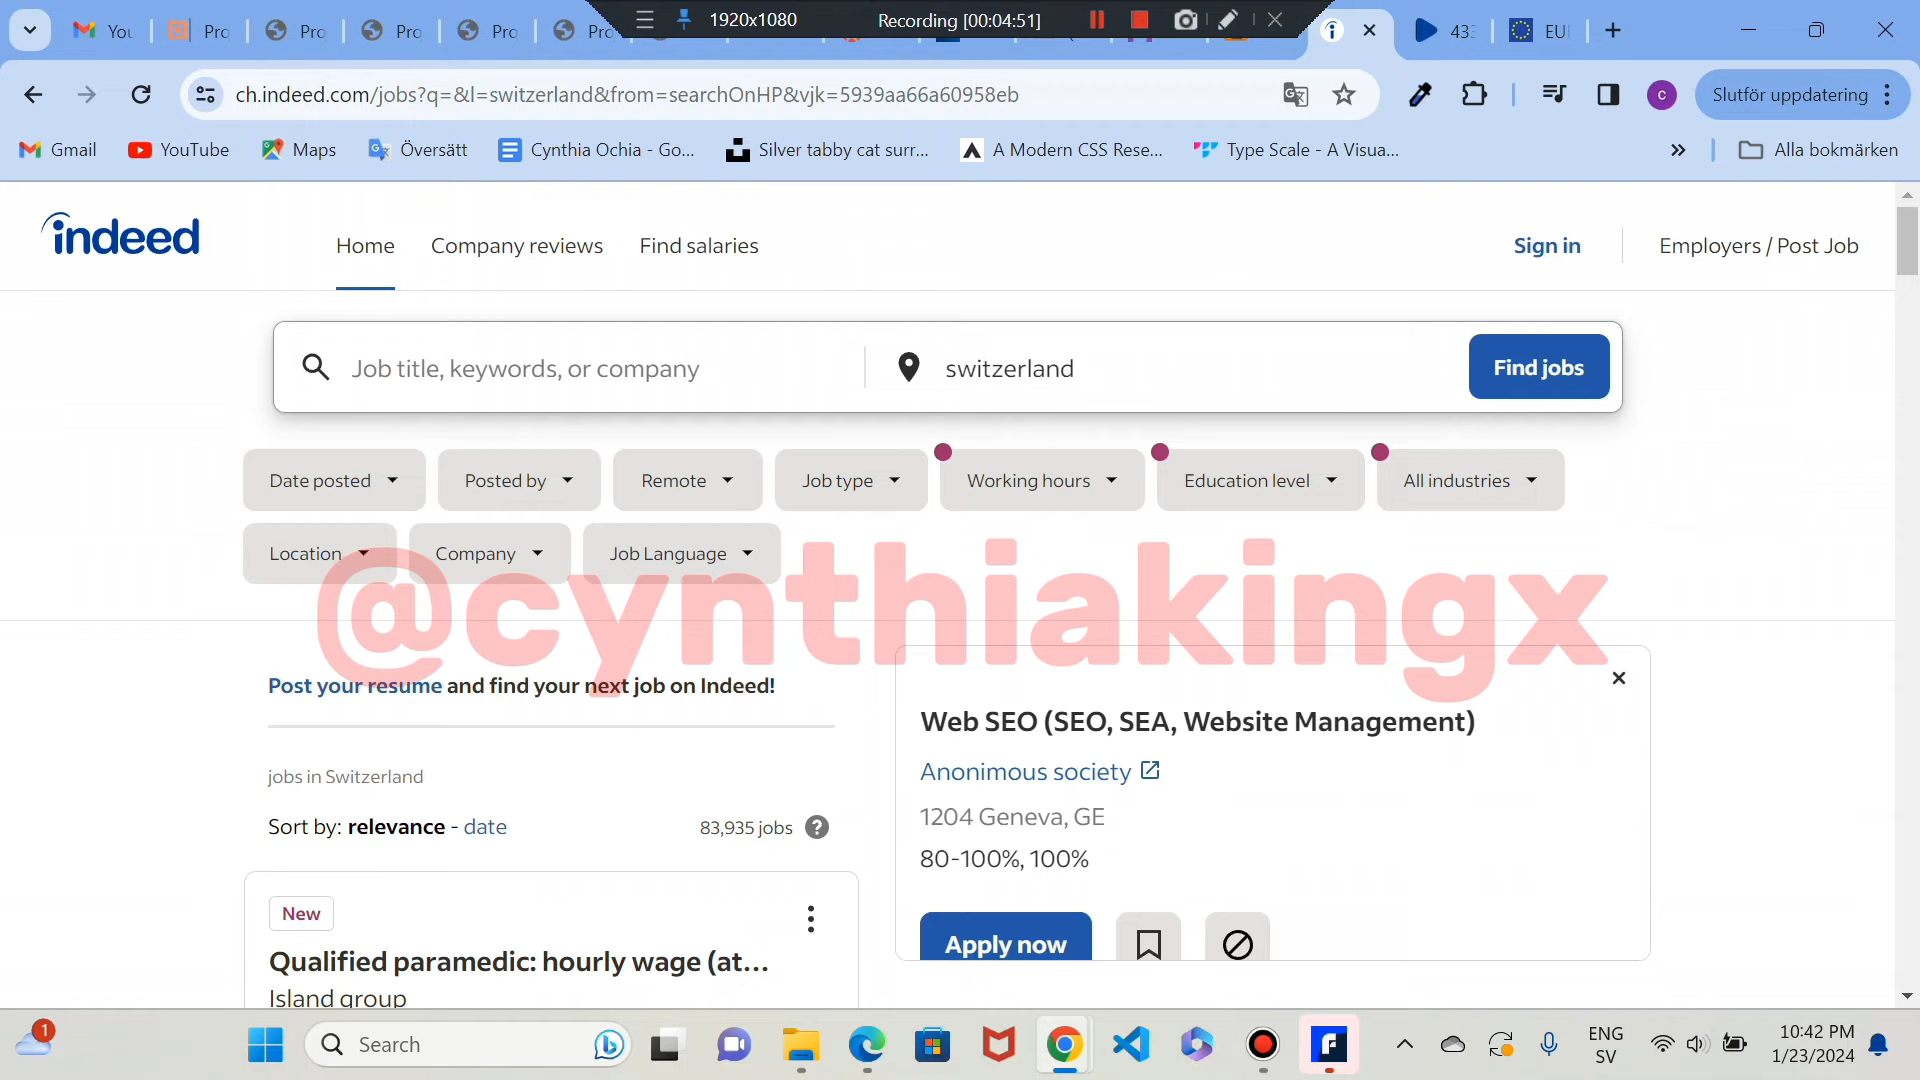 You
Pro
Pro
Pro
Pro
Pro
1920x1080
Recording [00:04:51]
433
EU
ch.indeed.com/jobs?q=&l=switzerland&from=searchOnHP&vjk=5939aa66a60958eb
C
Slutför uppdatering
Gmail
YouTube
Maps
Översätt
Cynthia Ochia - Go...
Silver tabby cat surr...
A Modern CSS Rese...
Type Scale - A Visua...
»
Alla bokmärken
indeed
Home
Company reviews
Find salaries
Sign in
Employers / Post Job
Job title, keywords, or company
switzerland
Find jobs
Date posted
Posted by
Remote
Job type
Working hours
Education level
All industries
Location
Company
Job Language
@cynthiakingx
Post your resume and find your next job on Indeed!
jobs in Switzerland
Sort by: relevance - date
83,935 jobs
New
Qualified paramedic: hourly wage (at...
Island group
Web SEO (SEO, SEA, Website Management)
Anonimous society
1204 Geneva, GE
80-100%, 100%
Apply now
1
Search
ENG
SV
10:42 PM
1/23/2024